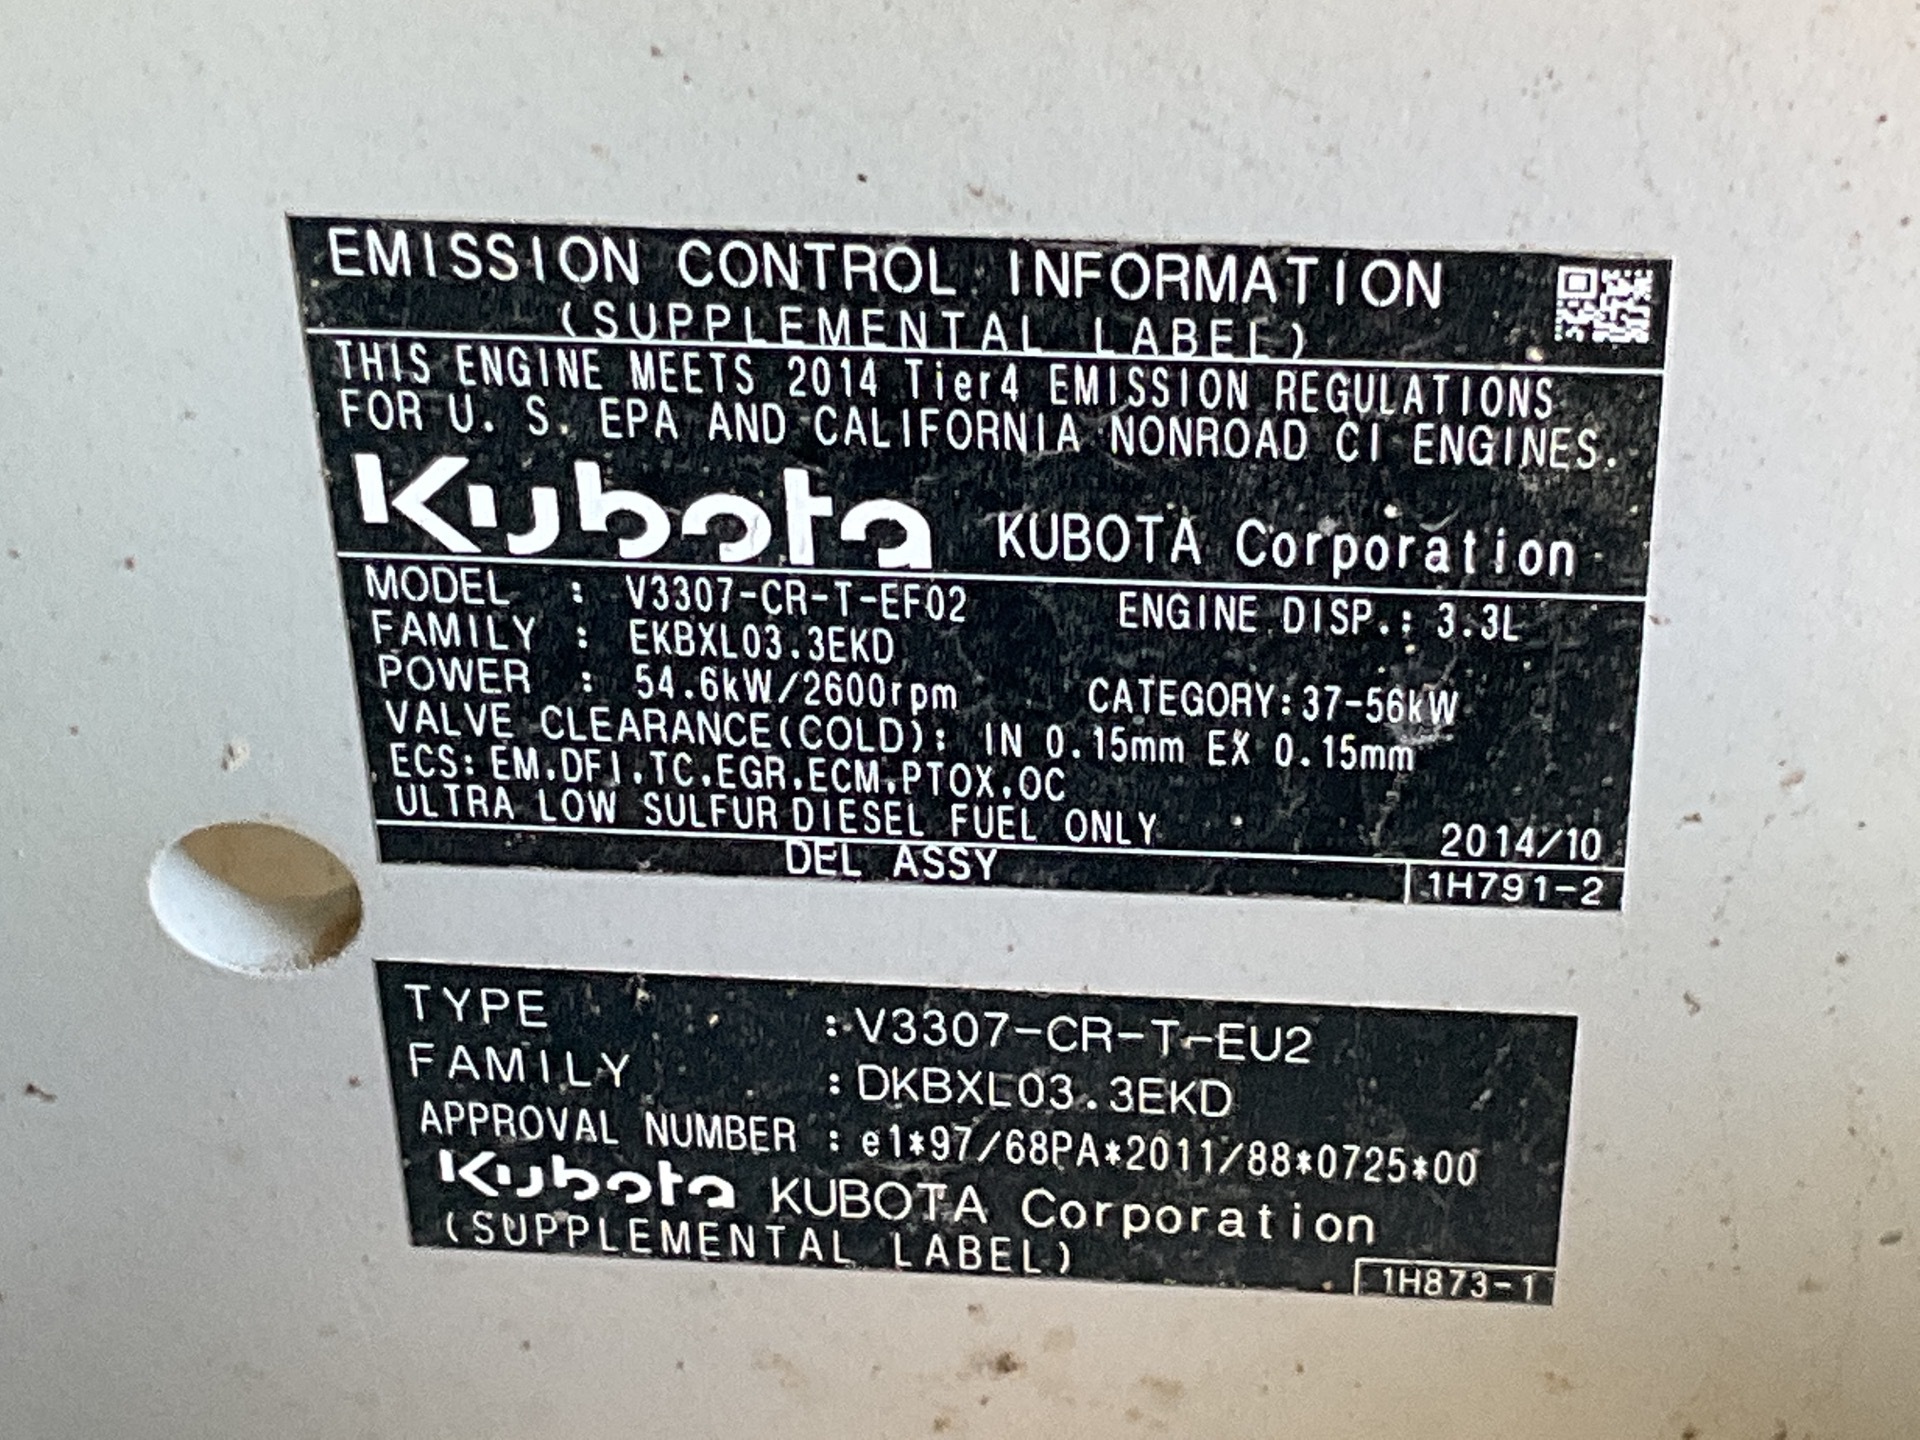 EMISSION CONTROL INFORMATION
(SUPPLEMENTAL LABEL)
THIS ENGINE MEETS 2014 Tier4 EMISSION REGULATIONS
FOR U. S. EPA AND CALIFORNIA NONROAD CI ENGINES.
Kubota KUBOTA Corporation
MODEL : V3307-CR-T-EF02 ENGINE DISP.: 3.3L
FAMILY : EKBXL03.3EKD
POWER : 54.6kW/2600rpm CATEGORY:37-56kW
VALVE CLEARANCE(COLD): IN 0.15mm EX 0.15mm
ECS:EM.DFI.TC.EGR.ECM.PTOX.OC
ULTRA LOW SULFUR DIESEL FUEL ONLY 2014/10
DEL ASSY 1H791-2
TYPE :V3307-CR-T-EU2
FAMILY :DKBXL03.3EKD
APPROVAL NUMBER : e1*97/68PA*2011/88*0725*00
Kubota KUBOTA Corporation
(SUPPLEMENTAL LABEL)
1H873-1